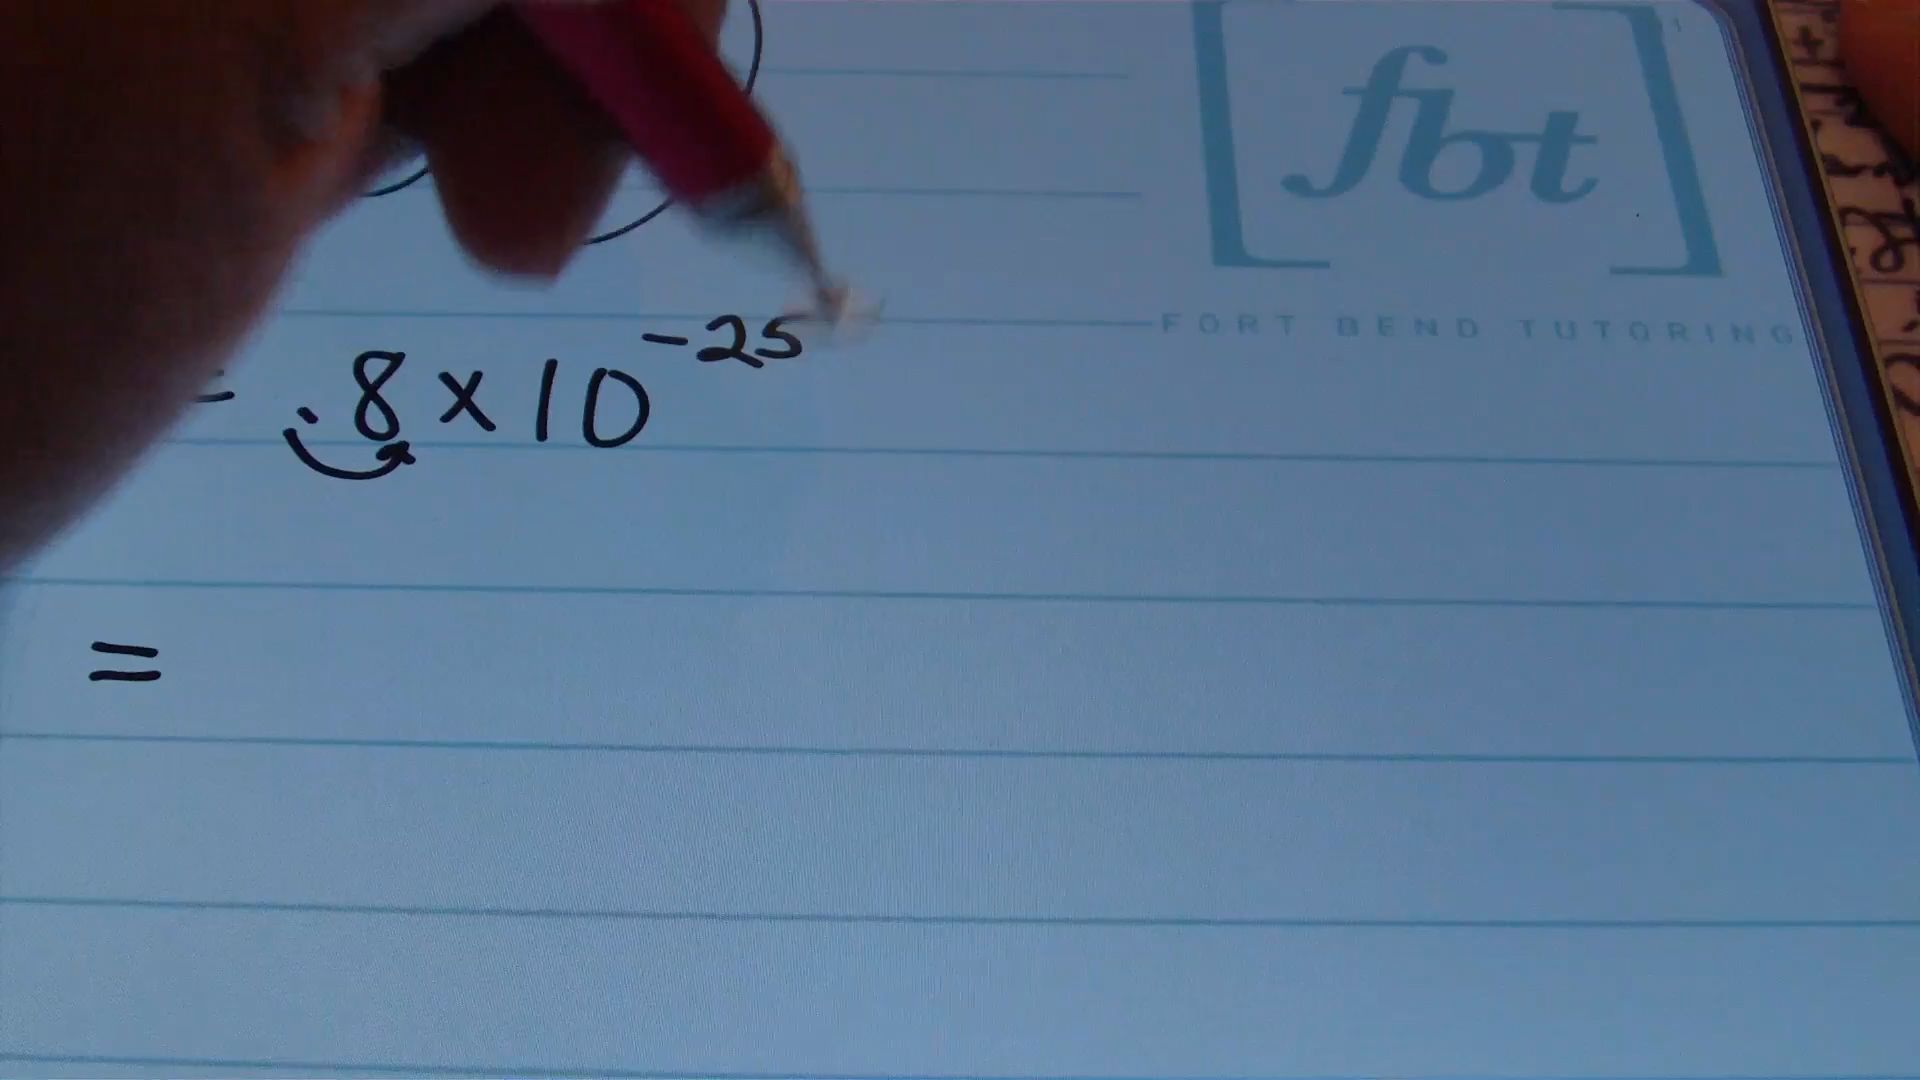 fbt
FORT BEND TUTORING
= .8 × 10⁻²⁵
=